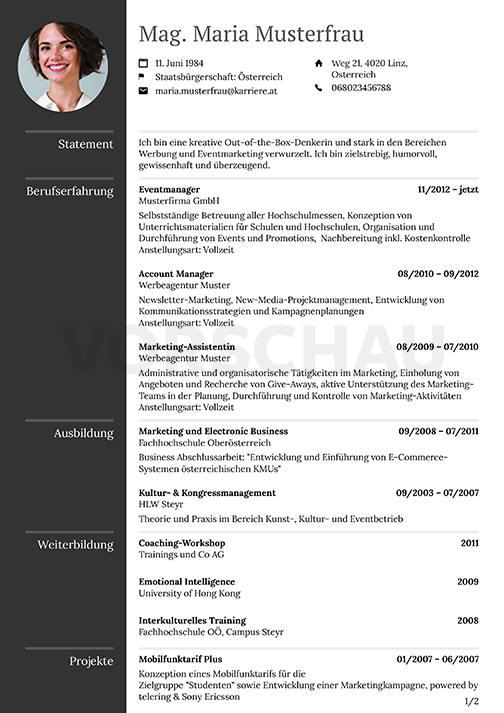 Mag. Maria Musterfrau
11. Juni 1984
Staatsbürgerschaft: Österreich
maria.musterfrau@karriere.at
Weg 21, 4020 Linz,
Österreich
068023456788
Statement
Ich bin eine kreative Out-of-the-Box-Denkerin und stark in den Bereichen
Werbung und Eventmarketing verwurzelt. Ich bin zielstrebig, humorvoll,
gewissenhaft und überzeugend.
Berufserfahrung
Eventmanager 11/2012 – jetzt
Musterfirma GmbH
Selbstständige Betreuung aller Hochschulmessen, Konzeption von
Unterrichtsmaterialien für Schulen und Hochschulen, Organisation und
Durchführung von Events und Promotions, Nachbereitung inkl. Kostenkontrolle
Anstellungsart: Vollzeit
Account Manager 08/2010 – 09/2012
Werbeagentur Muster
Newsletter-Marketing, New-Media-Projektmanagement, Entwicklung von
Kommunikationsstrategien und Kampagnenplanungen
Anstellungsart: Vollzeit
VORSCHAU
Marketing-Assistentin 08/2009 – 07/2010
Werbeagentur Muster
Administrative und organisatorische Tätigkeiten im Marketing, Einholung von
Angeboten und Recherche von Give-Aways, aktive Unterstützung des Marketing-
Teams in der Planung, Durchführung und Kontrolle von Marketing-Aktivitäten
Anstellungsart: Vollzeit
Ausbildung
Marketing und Electronic Business 09/2008 – 07/2011
Fachhochschule Oberösterreich
Business Abschlussarbeit: "Entwicklung und Einführung von E-Commerce-
Systemen österreichischen KMUs"
Kultur- & Kongressmanagement 09/2003 – 07/2007
HLW Steyr
Theorie und Praxis im Bereich Kunst-, Kultur- und Eventbetrieb
Weiterbildung
Coaching-Workshop 2011
Trainings und Co AG
Emotional Intelligence 2009
University of Hong Kong
Interkulturelles Training 2008
Fachhochschule OÖ, Campus Steyr
Projekte
Mobilfunktarif Plus 01/2007 – 06/2007
Konzeption eines Mobilfunktarifs für die
Zielgruppe "Studenten" sowie Entwicklung einer Marketingkampagne, powered by
telering & Sony Ericsson
1/2